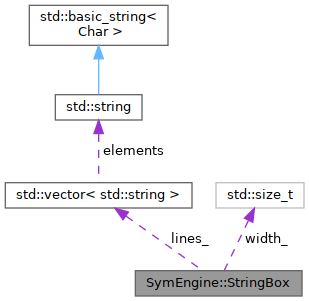 std::basic_string<
Char >
std::string
elements
std::vector< std::string >
std::size_t
lines_
width_
SymEngine::StringBox